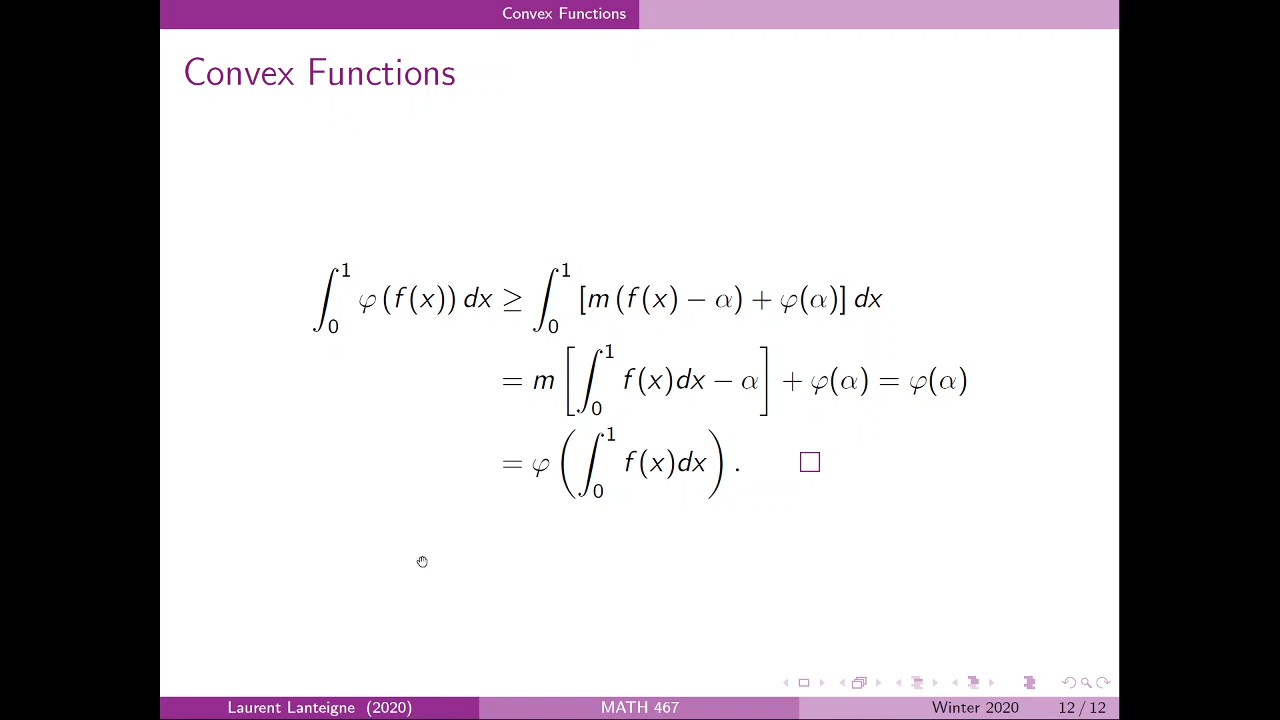 Convex Functions
Convex Functions
∫₀¹ φ (f(x)) dx ≥ ∫₀¹ [m (f(x) − α) + φ(α)] dx
= m [∫₀¹ f(x)dx − α] + φ(α) = φ(α)
= φ (∫₀¹ f(x)dx) . □
Laurent Lanteigne (2020) MATH 467 Winter 2020 12 / 12